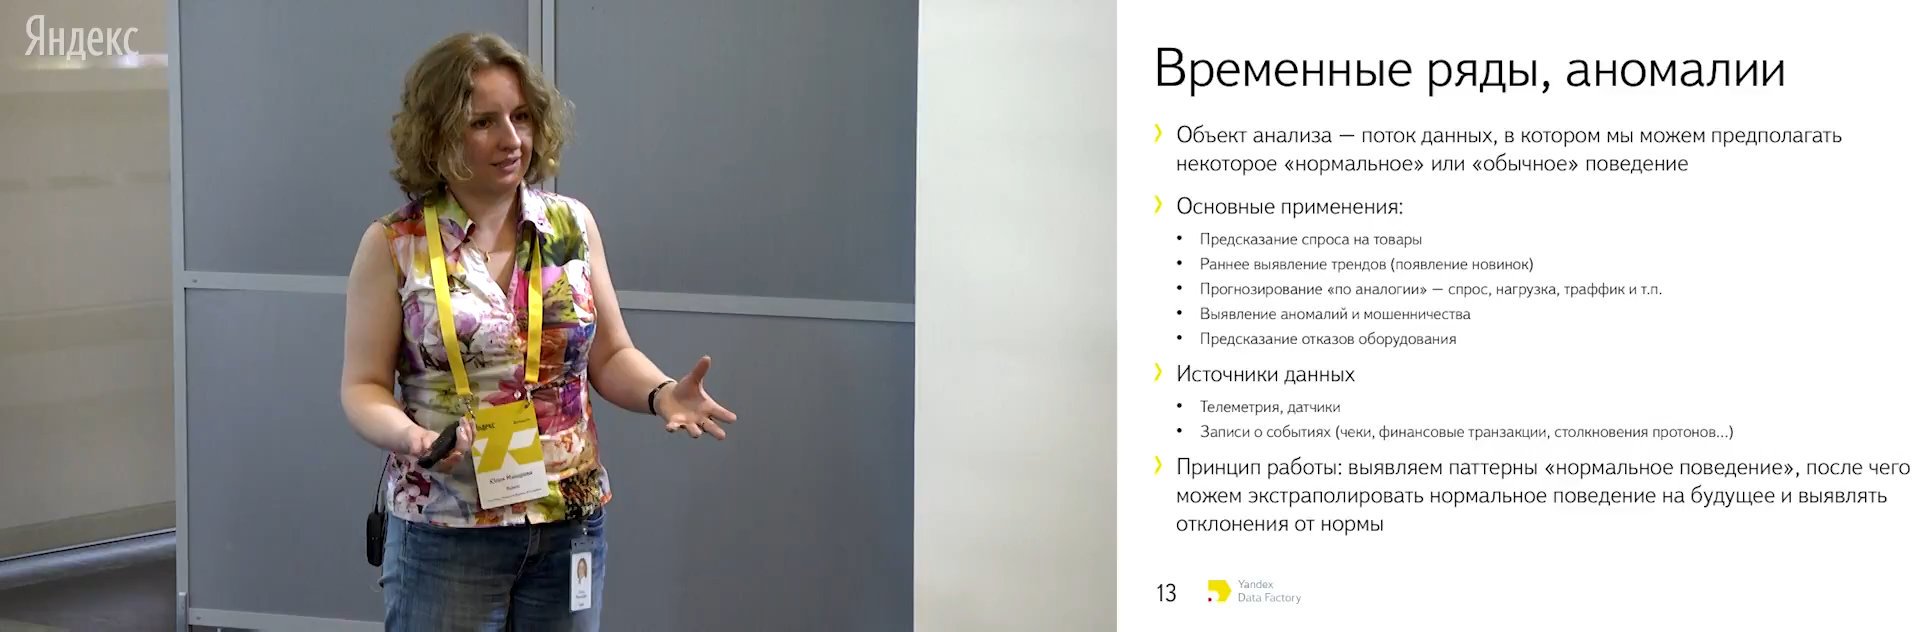 Яндекс
Временные ряды, аномалии
Объект анализа — поток данных, в котором мы можем предполагать
некоторое «нормальное» или «обычное» поведение
Основные применения:
• Предсказание спроса на товары
• Раннее выявление трендов (появление новинок)
• Прогнозирование «по аналогии» — спрос, нагрузка, траффик и т.п.
• Выявление аномалий и мошенничества
• Предсказание отказов оборудования
Источники данных
• Телеметрия, датчики
• Записи о событиях (чеки, финансовые транзакции, столкновения протонов...)
Принцип работы: выявляем паттерны «нормальное поведение», после чего
можем экстраполировать нормальное поведение на будущее и выявлять
отклонения от нормы
13
Yandex
Data Factory